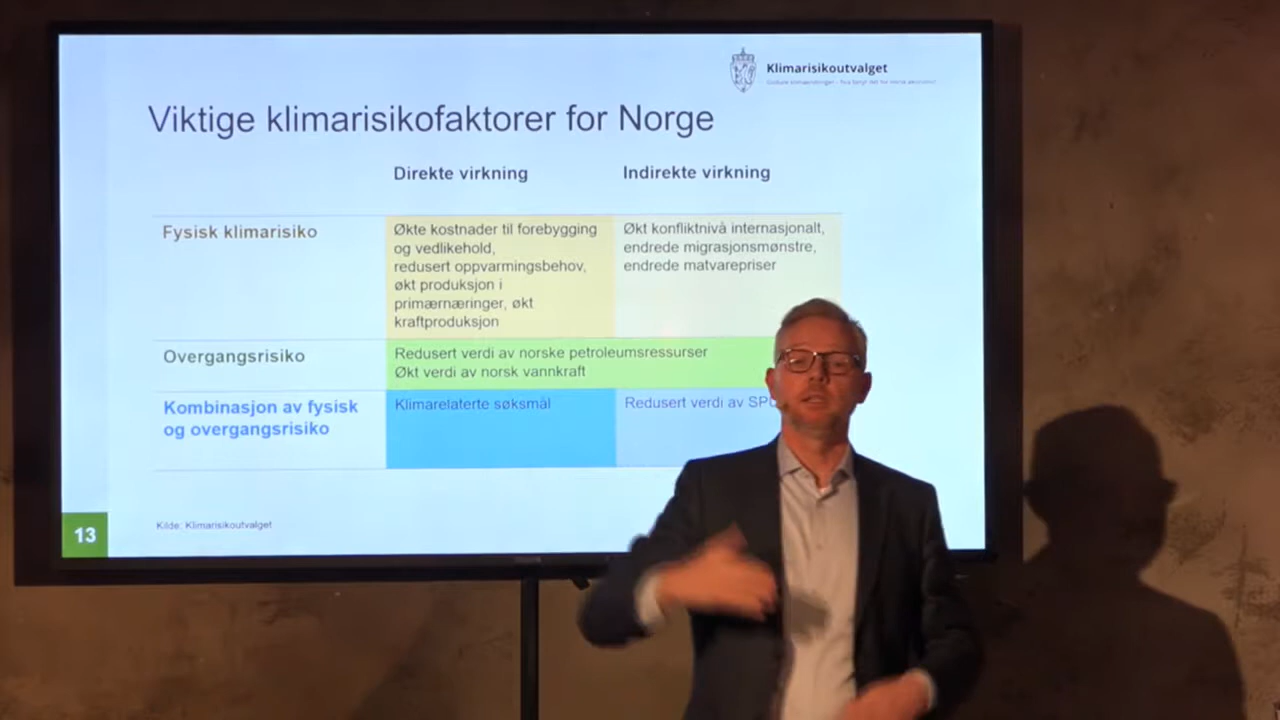 Klimarisikoutvalget
Viktige klimarisikofaktorer for Norge
Direkte virkning
Indirekte virkning
Fysisk klimarisiko
Økte kostnader til forebygging
og vedlikehold,
redusert oppvarmingsbehov,
økt produksjon i
primærnæringer, økt
kraftproduksjon
Økt konfliktnivå internasjonalt,
endrede migrasjonsmønstre,
endrede matvarepriser
Overgangsrisiko
Redusert verdi av norske petroleumsressurser
Økt verdi av norsk vannkraft
Kombinasjon av fysisk
og overgangsrisiko
Klimarelaterte søksmål
Redusert verdi av
13
Kilde: Klimarisikoutvalget